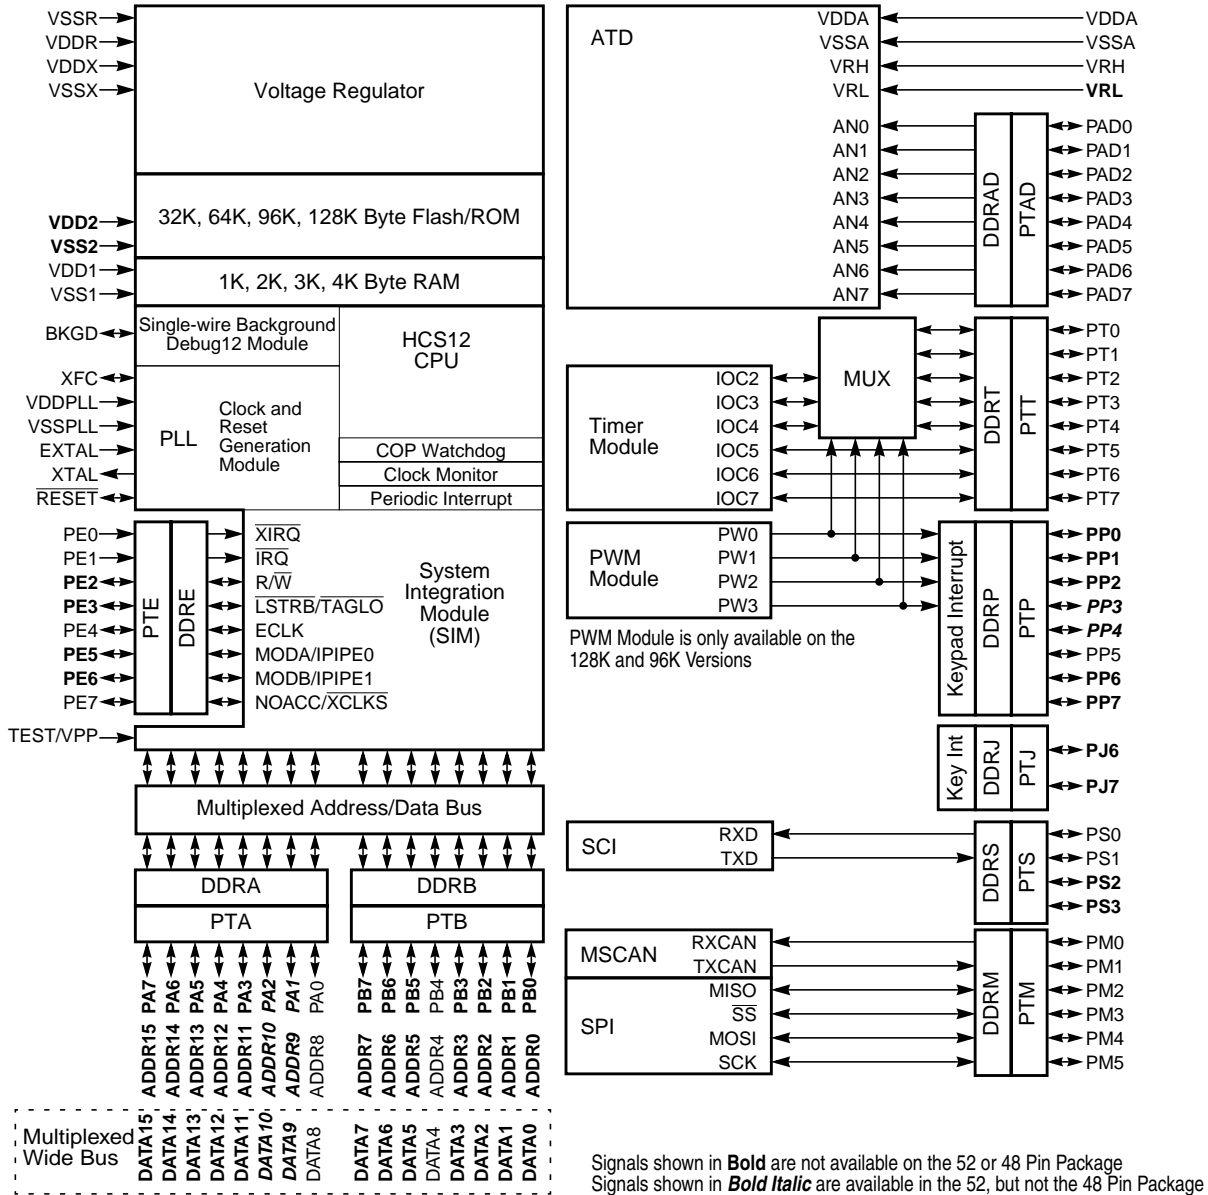 VSSR
VDDR
VDDX
VSSX
Voltage Regulator
VDD2
VSS2
32K, 64K, 96K, 128K Byte Flash/ROM
VDD1
VSS1
1K, 2K, 3K, 4K Byte RAM
BKGD
Single-wire Background
Debug12 Module
HCS12
CPU
XFC
VDDPLL
VSSPLL
EXTAL
XTAL
RESET
PLL
Clock and
Reset
Generation
Module
COP Watchdog
Clock Monitor
Periodic Interrupt
PE0
PE1
PE2
PE3
PE4
PE5
PE6
PE7
PTE
DDRE
XIRQ
IRQ
R/W
LSTRB/TAGLO
ECLK
MODA/IPIPE0
MODB/IPIPE1
NOACC/XCLKS
System
Integration
Module
(SIM)
TEST/VPP
Multiplexed Address/Data Bus
DDRA
DDRB
PTA
PTB
PA7
PA6
PA5
PA4
PA3
PA2
PA1
PA0
PB7
PB6
PB5
PB4
PB3
PB2
PB1
PB0
ADDR15
ADDR14
ADDR13
ADDR12
ADDR11
ADDR10
ADDR9
ADDR8
ADDR7
ADDR6
ADDR5
ADDR4
ADDR3
ADDR2
ADDR1
ADDR0
Multiplexed
Wide Bus
DATA15
DATA14
DATA13
DATA12
DATA11
DATA10
DATA9
DATA8
DATA7
DATA6
DATA5
DATA4
DATA3
DATA2
DATA1
DATA0
ATD
VDDA
VSSA
VRH
VRL
AN0
AN1
AN2
AN3
AN4
AN5
AN6
AN7
DDRAD
PTAD
VDDA
VSSA
VRH
VRL
PAD0
PAD1
PAD2
PAD3
PAD4
PAD5
PAD6
PAD7
Timer
Module
IOC2
IOC3
IOC4
IOC5
IOC6
IOC7
MUX
DDRT
PTT
PT0
PT1
PT2
PT3
PT4
PT5
PT6
PT7
PWM
Module
PW0
PW1
PW2
PW3
PWM Module is only available on the
128K and 96K Versions
Keypad Interrupt
DDRP
PTP
PP0
PP1
PP2
PP3
PP4
PP5
PP6
PP7
Key Int
DDRJ
PTJ
PJ6
PJ7
SCI
RXD
TXD
DDRS
PTS
PS0
PS1
PS2
PS3
MSCAN
RXCAN
TXCAN
SPI
MISO
SS
MOSI
SCK
DDRM
PTM
PM0
PM1
PM2
PM3
PM4
PM5
Signals shown in Bold are not available on the 52 or 48 Pin Package
Signals shown in Bold Italic are available in the 52, but not the 48 Pin Package